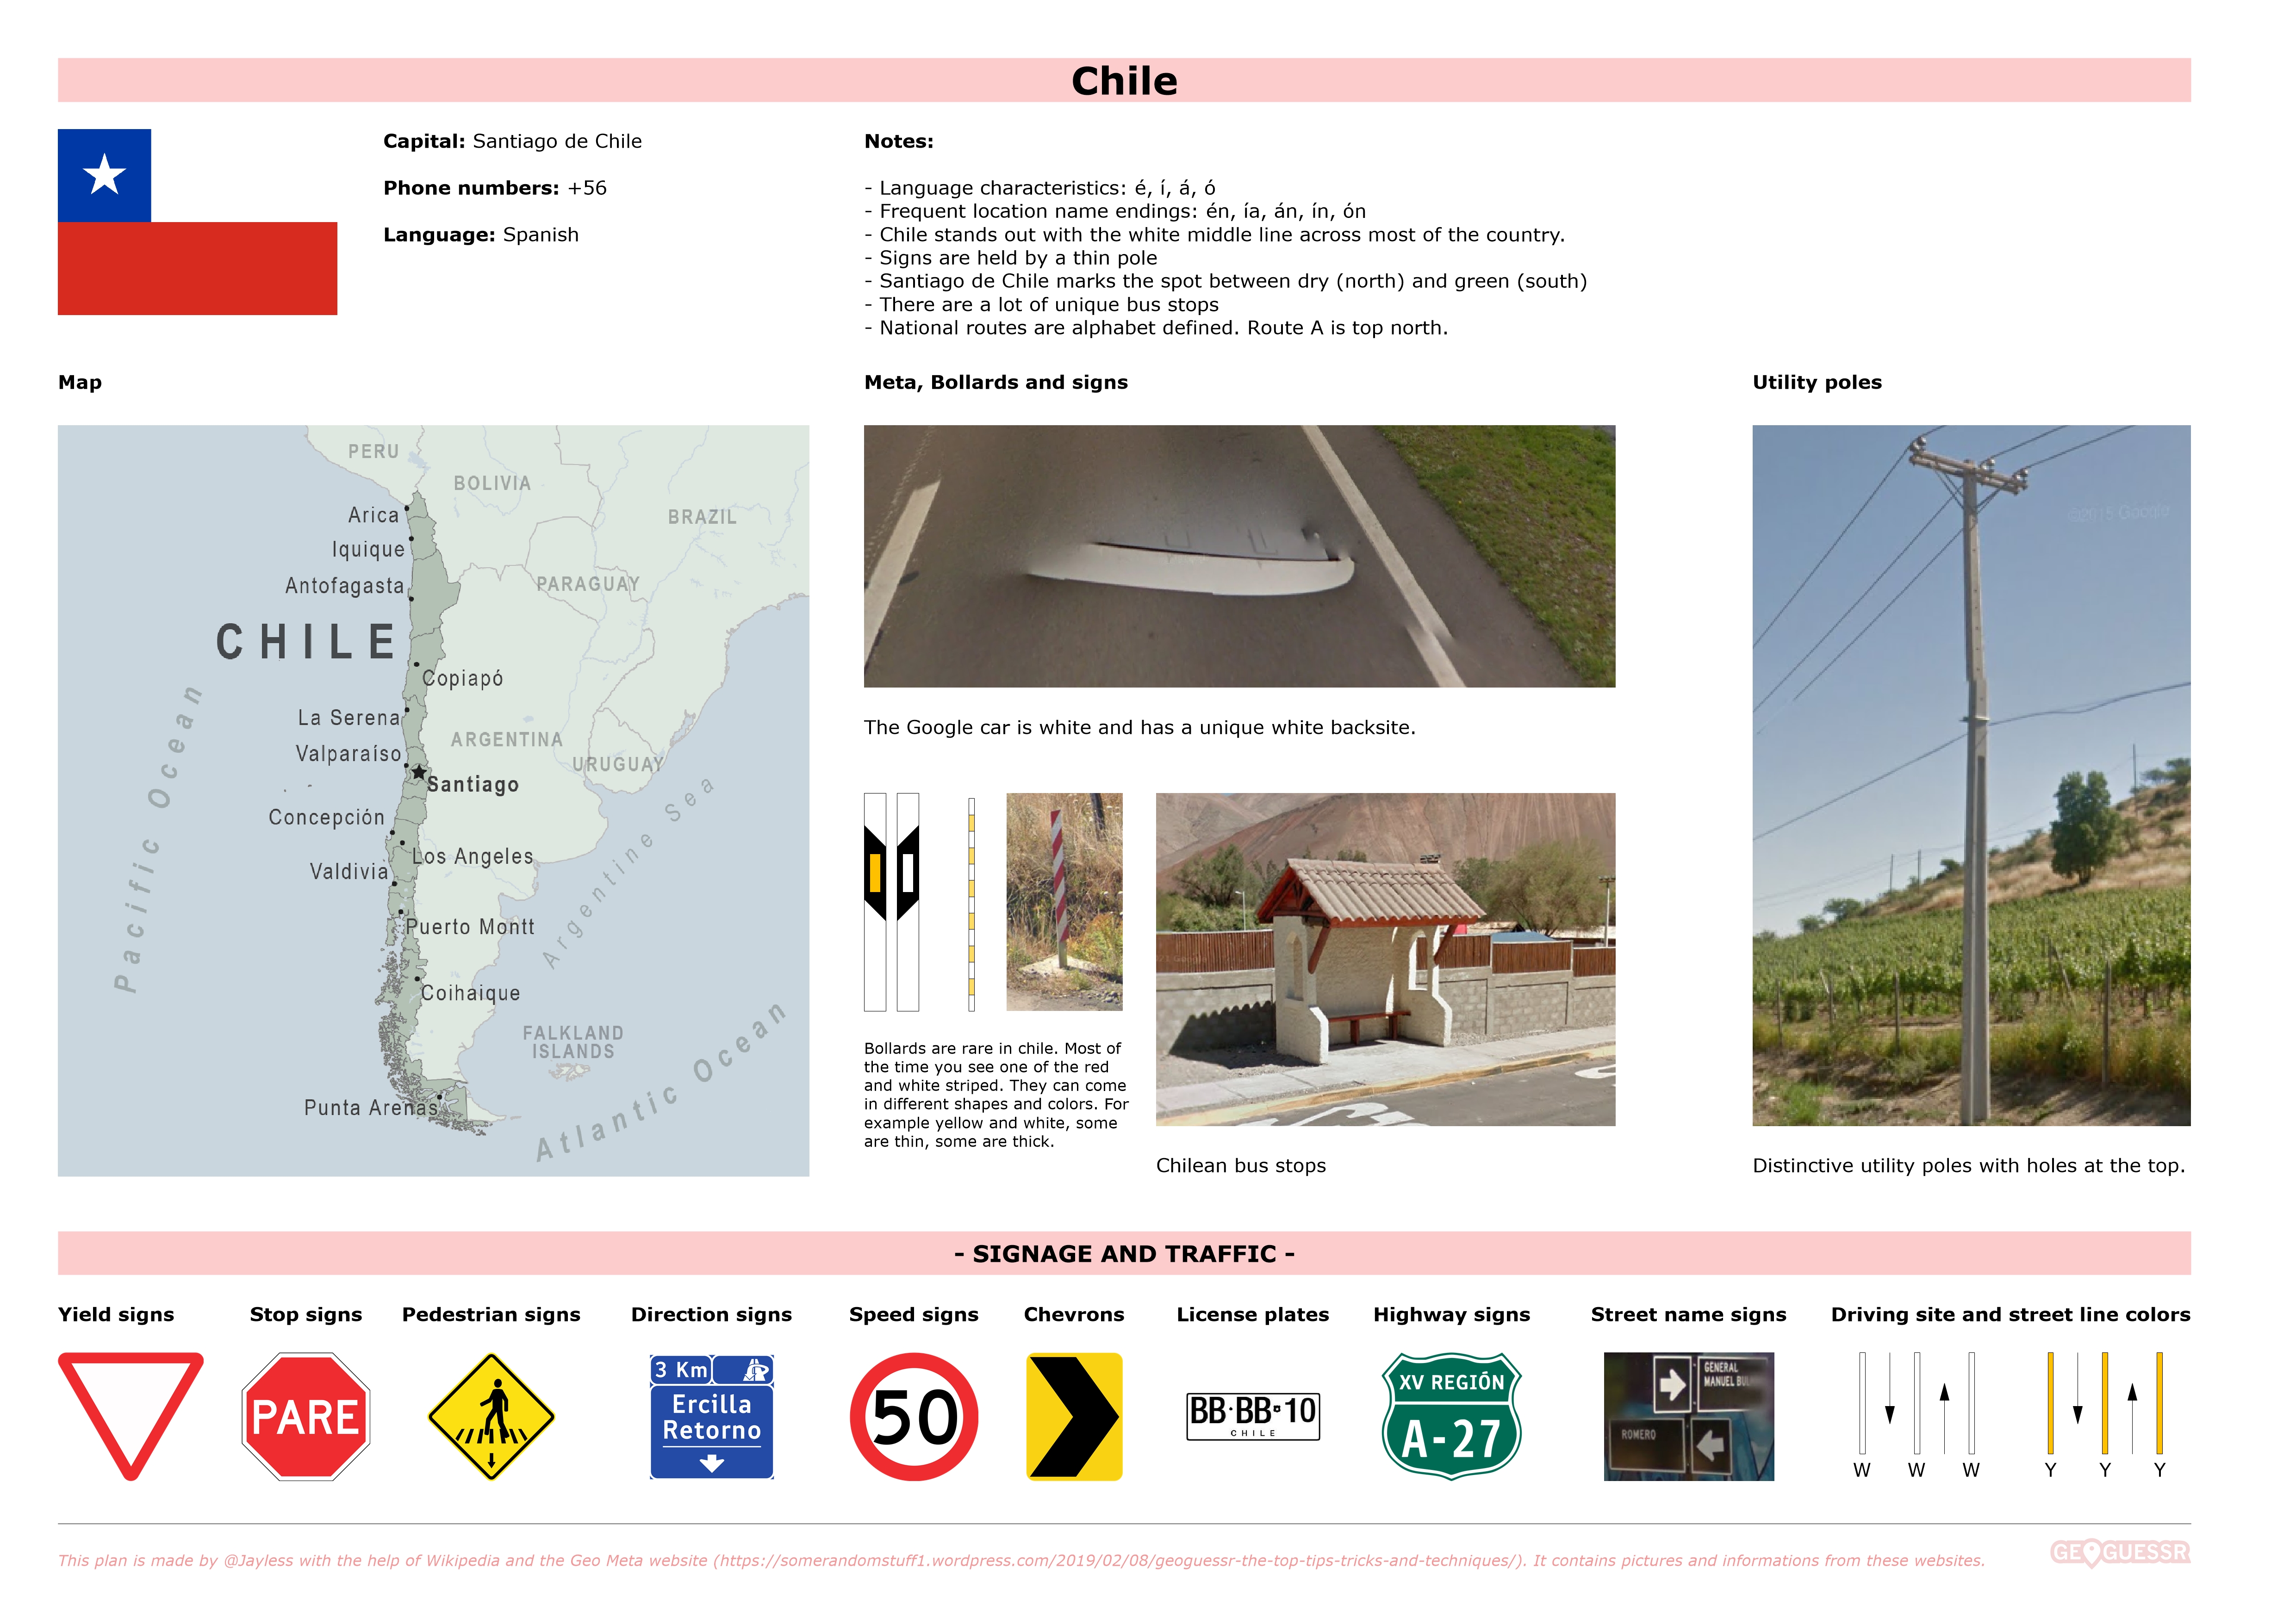 Chile
Capital: Santiago de Chile
Phone numbers: +56
Language: Spanish
Notes:
- Language characteristics: é, í, á, ó
- Frequent location name endings: én, ía, án, ín, ón
- Chile stands out with the white middle line across most of the country.
- Signs are held by a thin pole
- Santiago de Chile marks the spot between dry (north) and green (south)
- There are a lot of unique bus stops
- National routes are alphabet defined. Route A is top north.
Map
PERU
BOLIVIA
BRAZIL
Arica
Iquique
Antofagasta
PARAGUAY
CHILE
Copiapó
La Serena
ARGENTINA
Valparaíso
URUGUAY
Santiago
Concepción
Los Angeles
Valdivia
Puerto Montt
Coihaique
FALKLAND
ISLANDS
Punta Arenas
Pacific Ocean
Argentine Sea
Atlantic Ocean
Meta, Bollards and signs
The Google car is white and has a unique white backsite.
Bollards are rare in chile. Most of
the time you see one of the red
and white striped. They can come
in different shapes and colors. For
example yellow and white, some
are thin, some are thick.
Chilean bus stops
Utility poles
©2015 Google
Distinctive utility poles with holes at the top.
- SIGNAGE AND TRAFFIC -
Yield signs
Stop signs
PARE
Pedestrian signs
Direction signs
3 Km
Ercilla
Retorno
Speed signs
50
Chevrons
License plates
BB·BB·10
CHILE
Highway signs
XV REGIÓN
A-27
Street name signs
GENERAL
MANUEL
ROMERO
Driving site and street line colors
W W W Y Y Y
This plan is made by @Jayless with the help of Wikipedia and the Geo Meta website (https://somerandomstuff1.wordpress.com/2019/02/08/geoguessr-the-top-tips-tricks-and-techniques/). It contains pictures and informations from these websites.
GEOGUESSR